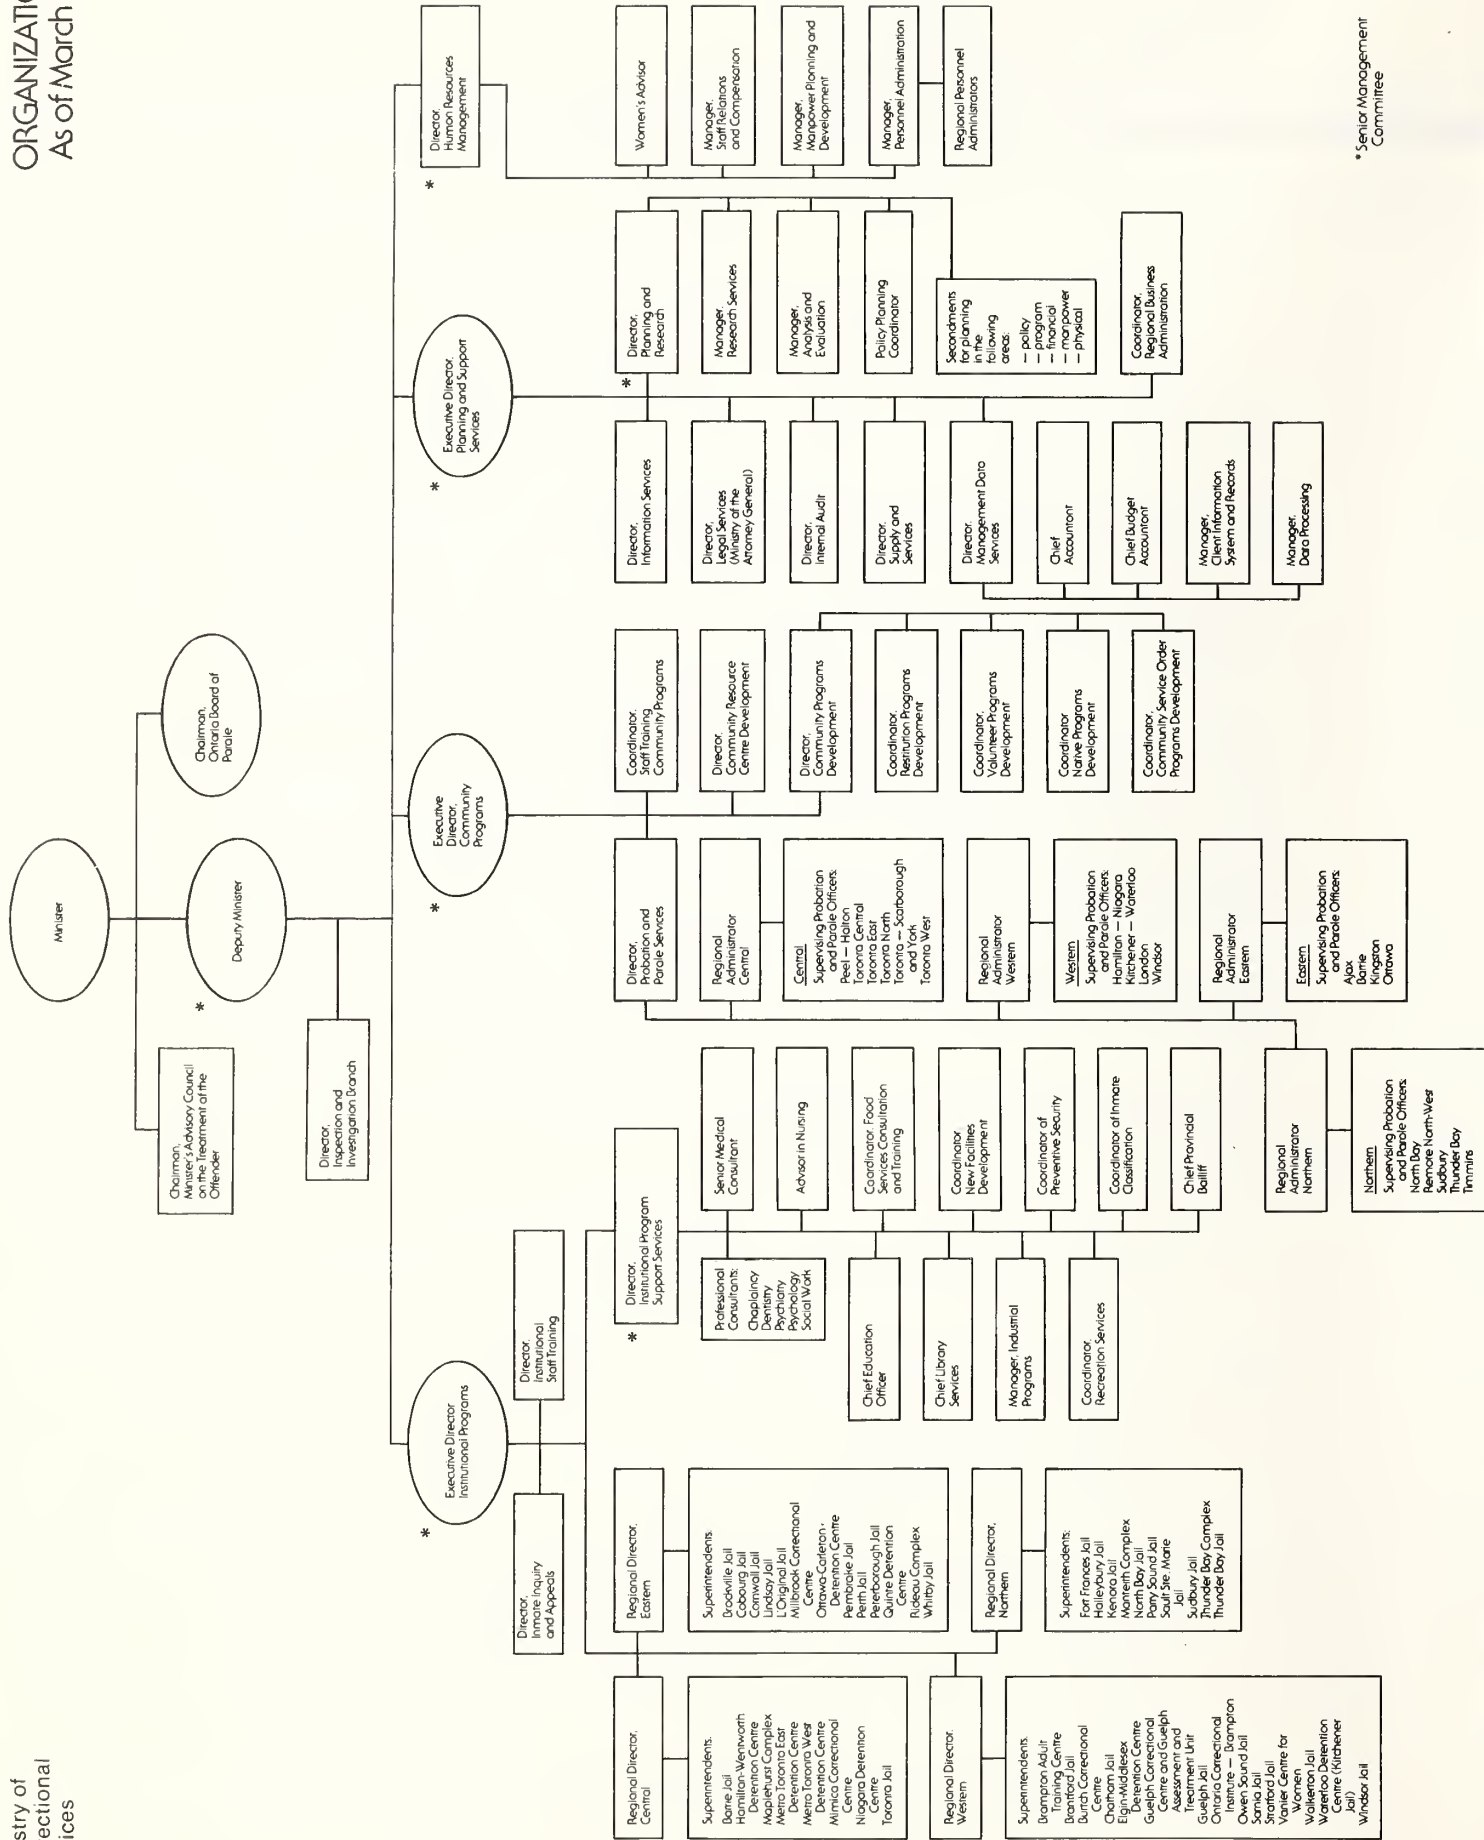 stry of
ectional
ices
ORGANIZATIO
As of March
Minister
Chairman,
Minister's Advisory Council
on the Treatment of the
Offender
Chairman,
Ontario Board of
Parole
*
Deputy Minister
Director,
Inspection and
Investigation Branch
*
Executive Director
Institutional Programs
*
Executive
Director,
Community
Programs
*
Executive Director,
Planning and Support
Services
*
Director,
Human Resources
Management
Director,
Inmate Inquiry
and Appeals
Director,
Institutional
Staff Training
Regional Director,
Central
Superintendents:
Barrie Jail
Hamilton-Wentworth
Detention Centre
Maplehurst Complex
Metro Toronto East
Detention Centre
Metro Toronto West
Detention Centre
Mimico Correctional
Centre
Niagara Detention
Centre
Toronto Jail
Regional Director,
Western
Superintendents:
Brampton Adult
Training Centre
Brantford Jail
Burtch Correctional
Centre
Chatham Jail
Elgin-Middlesex
Detention Centre
Guelph Correctional
Centre and Guelph
Assessment and
Treatment Unit
Guelph Jail
Ontario Correctional
Institute — Brampton
Owen Sound Jail
Sarnia Jail
Stratford Jail
Vanier Centre for
Women
Walkerton Jail
Waterloo Detention
Centre (Kitchener
Jail)
Windsor Jail
Regional Director,
Eastern
Superintendents:
Brockville Jail
Cobourg Jail
Cornwall Jail
Lindsay Jail
L'Original Jail
Millbrook Correctional
Centre
Ottawa-Carleton
Detention Centre
Pembroke Jail
Perth Jail
Peterborough Jail
Quinte Detention
Centre
Rideau Complex
Whitby Jail
Regional Director,
Northern
Superintendents:
Fort Frances Jail
Haileybury Jail
Kenora Jail
Monteith Complex
North Bay Jail
Parry Sound Jail
Sault Ste. Marie
Jail
Sudbury Jail
Thunder Bay Complex
Thunder Bay Jail
*
Director,
Institutional Program
Support Services
Professional
Consultants:
Chaplaincy
Dentistry
Psychiatry
Psychology
Social Work
Chief Education
Officer
Chief Library
Services
Manager, Industrial
Programs
Coordinator,
Recreation Services
Senior Medical
Consultant
Advisor in Nursing
Coordinator, Food
Services Consultation
and Training
Coordinator
New Facilities
Development
Coordinator of
Preventive Security
Coordinator of Inmate
Classification
Chief Provincial
Bailiff
Director,
Probation and
Parole Services
Regional
Administrator
Central
Central
Supervising Probation
and Parole Officers:
Peel — Halton
Toronto Central
Toronto East
Toronto North
Toronto — Scarborough
and York
Toronto West
Regional
Administrator
Western
Western
Supervising Probation
and Parole Officers:
Hamilton — Niagara
Kitchener — Waterloo
London
Windsor
Regional
Administrator
Eastern
Eastern
Supervising Probation
and Parole Officers:
Ajax
Barrie
Kingston
Ottawa
Regional
Administrator
Northern
Northern
Supervising Probation
and Parole Officers:
North Bay
Remote North-West
Sudbury
Thunder Bay
Timmins
Coordinator,
Staff Training
Community Programs
Director,
Community Resource
Centre Development
Director,
Community Programs
Development
Coordinator,
Restitution Programs
Development
Coordinator,
Volunteer Programs
Development
Coordinator
Native Programs
Development
Coordinator,
Community Service Order
Programs Development
Director,
Information Services
Director,
Legal Services
(Ministry of the
Attorney General)
Director,
Internal Audit
Director,
Supply and
Services
Director,
Management Data
Services
Chief
Accountant
Chief Budget
Accountant
Manager,
Client Information
System and Records
Manager,
Data Processing
*
Director,
Planning and
Research
Manager,
Research Services
Manager,
Analysis and
Evaluation
Policy Planning
Coordinator
Secondments
for planning
in the
following
areas:
— policy
— program
— financial
— manpower
— physical
Coordinator,
Regional Business
Administration
Women's Advisor
Manager,
Staff Relations
and Compensation
Manager,
Manpower Planning and
Development
Manager,
Personnel Administration
Regional Personnel
Administrators
*Senior Management
Committee